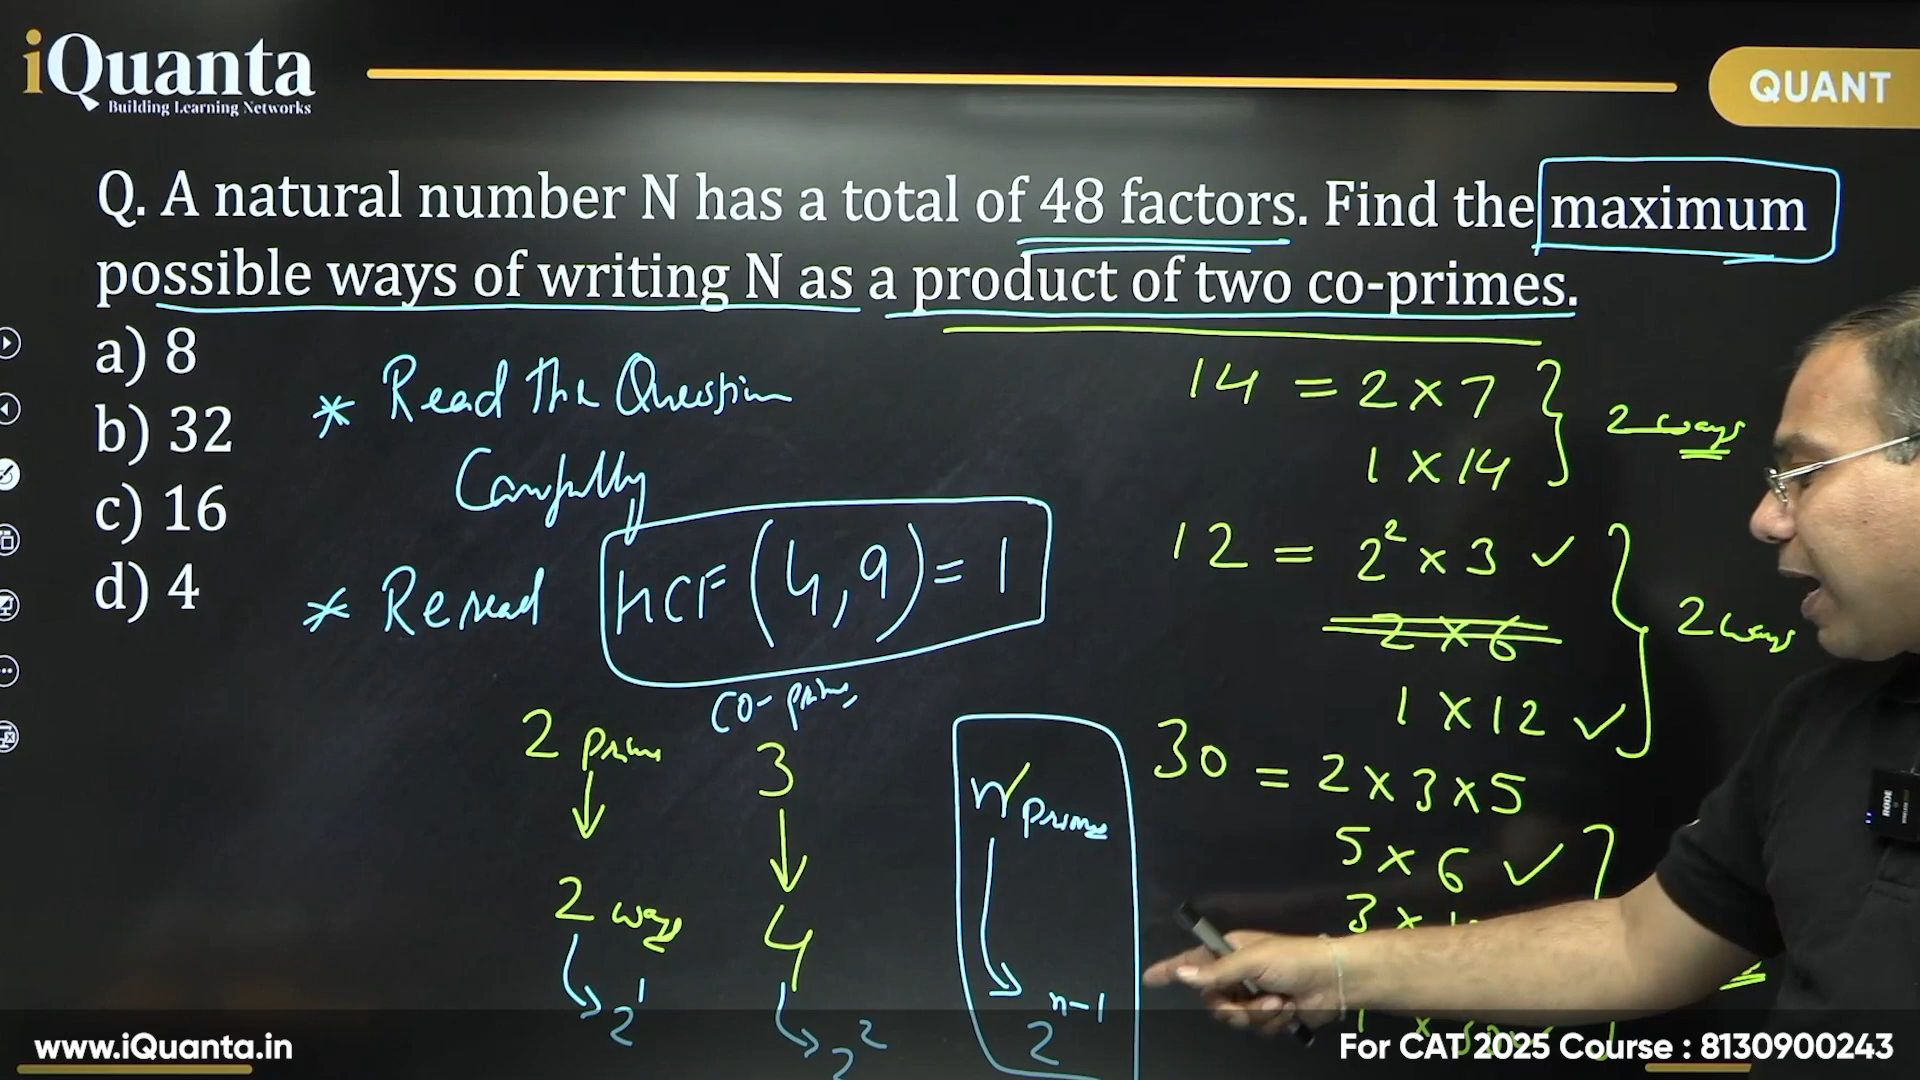 iQuanta
Building Learning Networks
QUANT
Q. A natural number N has a total of 48 factors. Find the maximum
possible ways of writing N as a product of two co-primes.
a) 8
b) 32
c) 16
d) 4
* Read the Question
Carefully
* Reread
HCF (4,9) = 1
co-prime
2 prime
2 ways
2^1
3
4
2^2
n prime
2^{n-1}
14 = 2 × 7
1 × 14
2 ways
12 = 2^2 × 3 ✓
2 × 6
1 × 12 ✓
2 ways
30 = 2 × 3 × 5
5 × 6 ✓
3 ×
RODE
www.iQuanta.in
For CAT 2025 Course : 8130900243